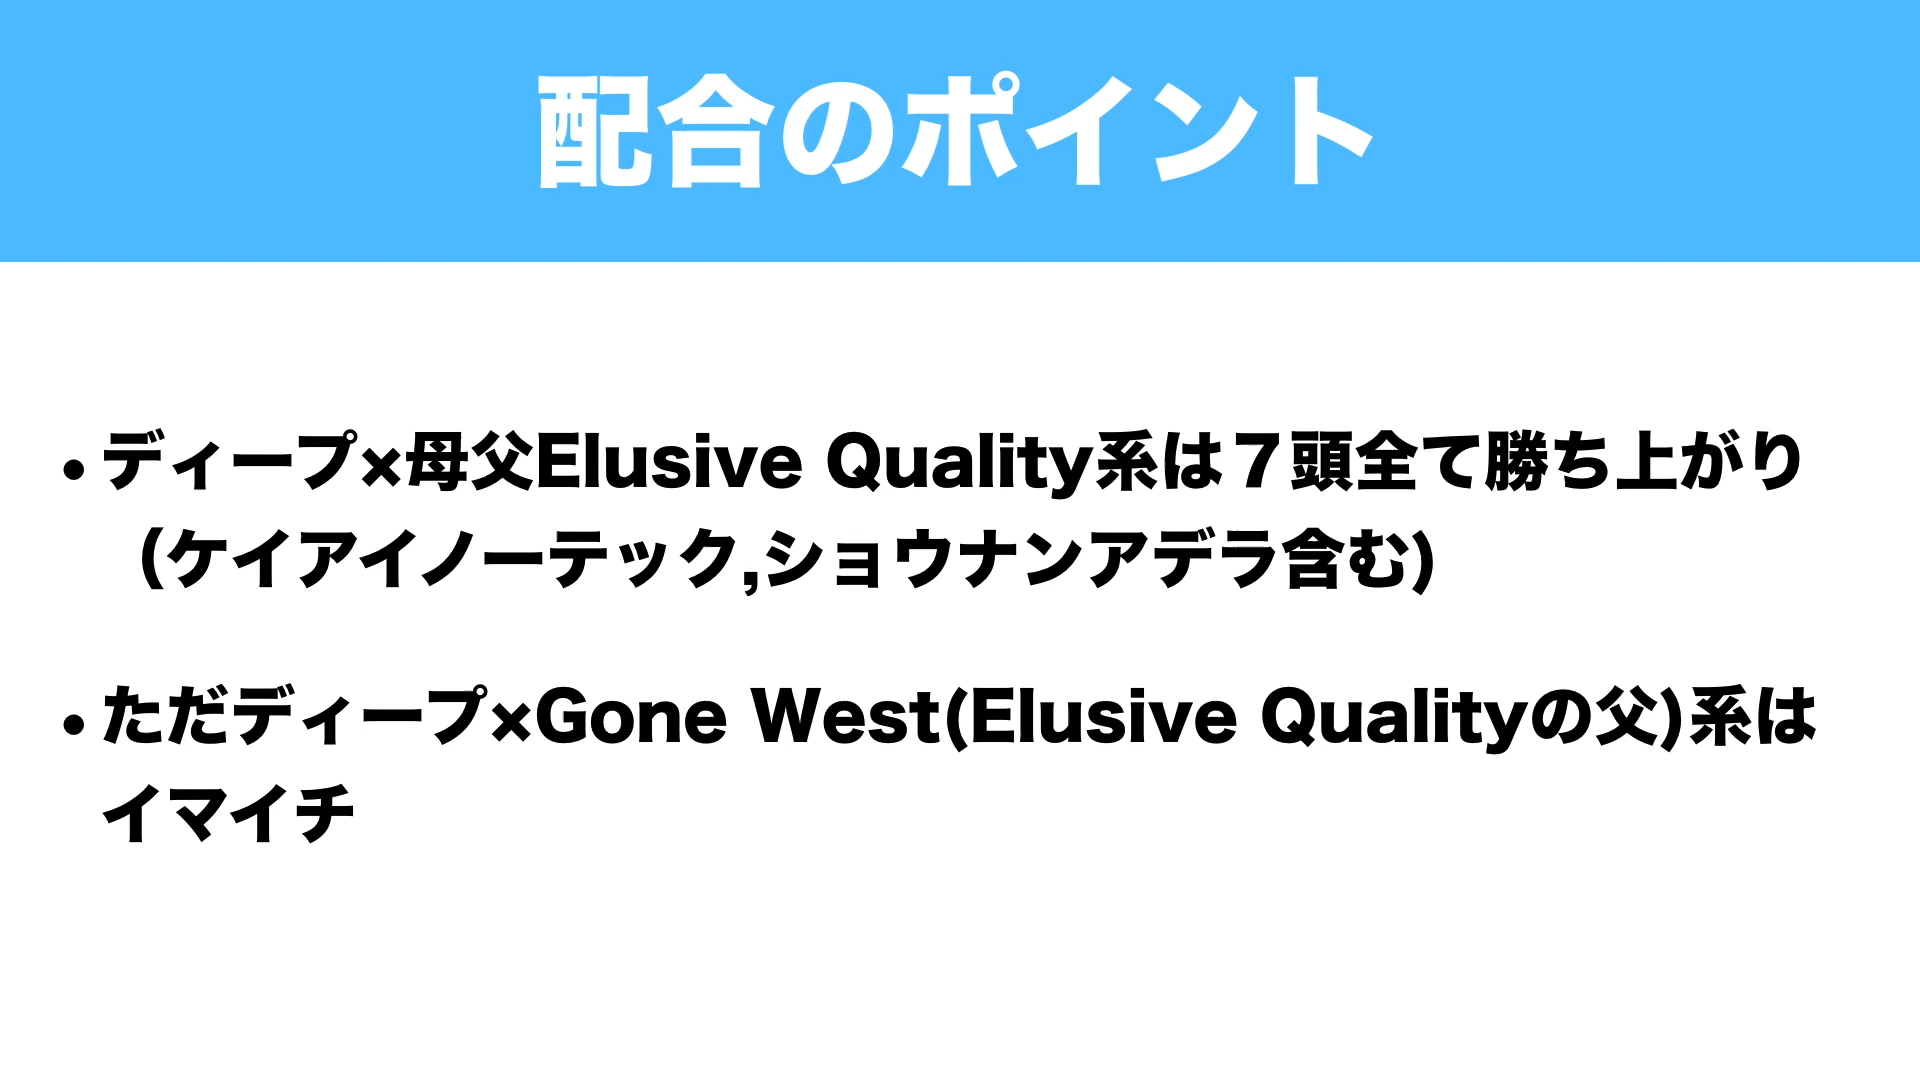 配合のポイント
•ディープ×母父Elusive Quality系は７頭全て勝ち上がり
（ケイアイノーテック,ショウナンアデラ含む)
•ただディープ×Gone West(Elusive Qualityの父)系は
イマイチ